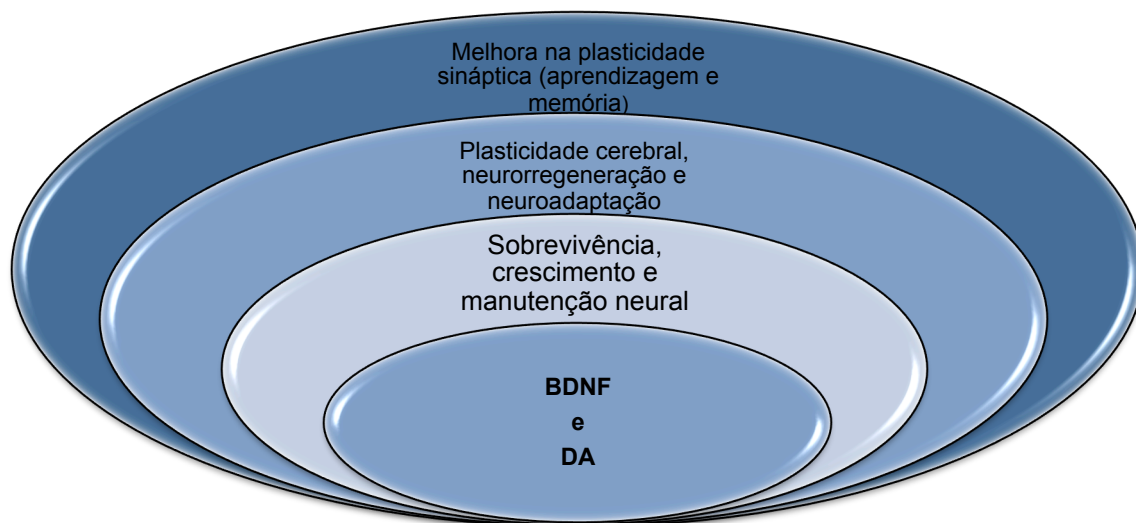 Melhora na plasticidade
sináptica (aprendizagem e
memória)
Plasticidade cerebral,
neurorregeneração e
neuroadaptação
Sobrevivência,
crescimento e
manutenção neural
BDNF
e
DA